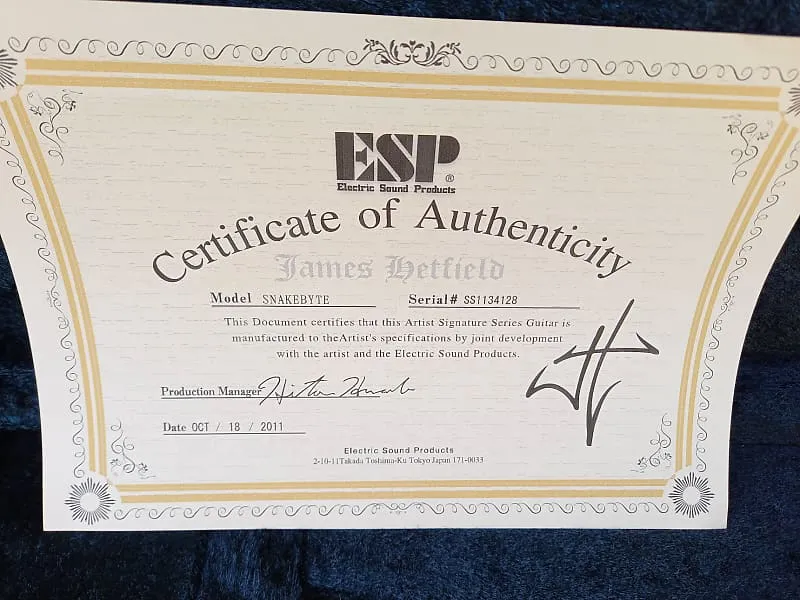 ESP®
Electric Sound Products
Certificate of Authenticity
James Hetfield
Model SNAKEBYTE Serial# SS1134128
This Document certifies that this Artist Signature Series Guitar is
manufactured to theArtist's specifications by joint development
with the artist and the Electric Sound Products.
Production Manager
Date OCT / 18 / 2011
Electric Sound Products
2-10-11Takada Toshima-Ku Tokyo Japan 171-0033